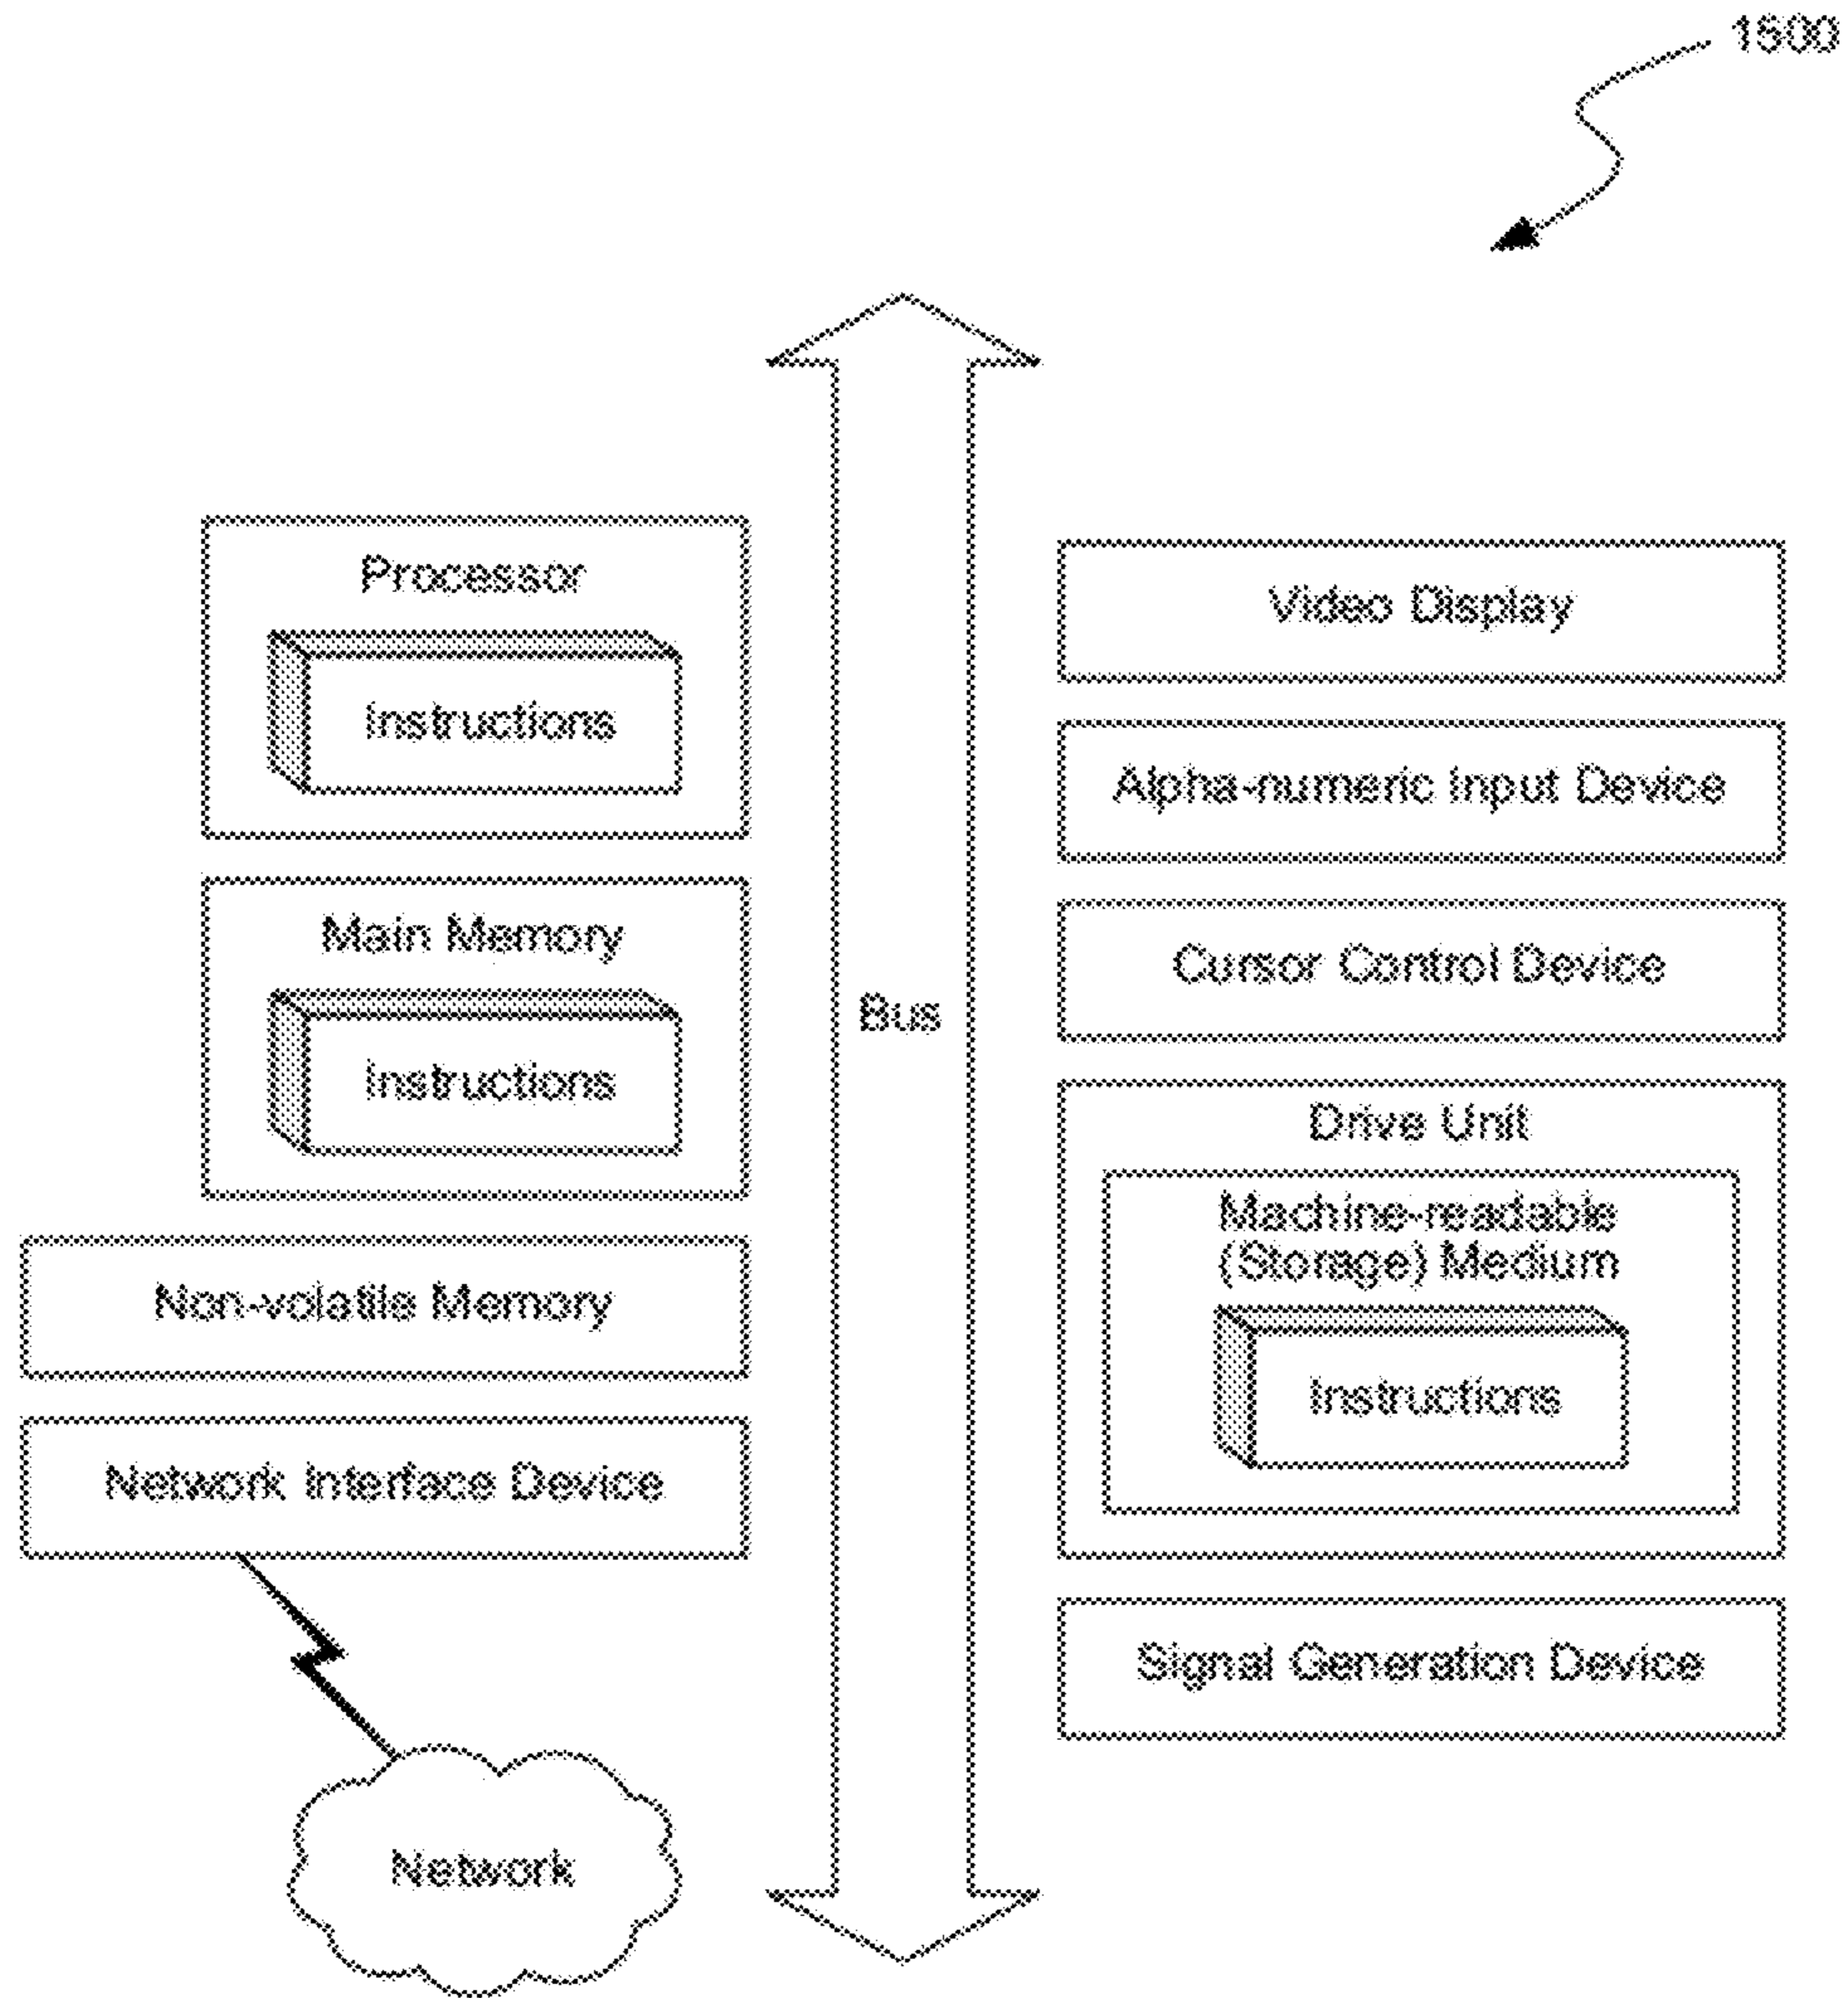 1500
Processor
Instructions
Main Memory
Instructions
Non-volatile Memory
Network Interface Device
Network
Bus
Video Display
Alpha-numeric Input Device
Cursor Control Device
Drive Unit
Machine-readable
(Storage) Medium
Instructions
Signal Generation Device